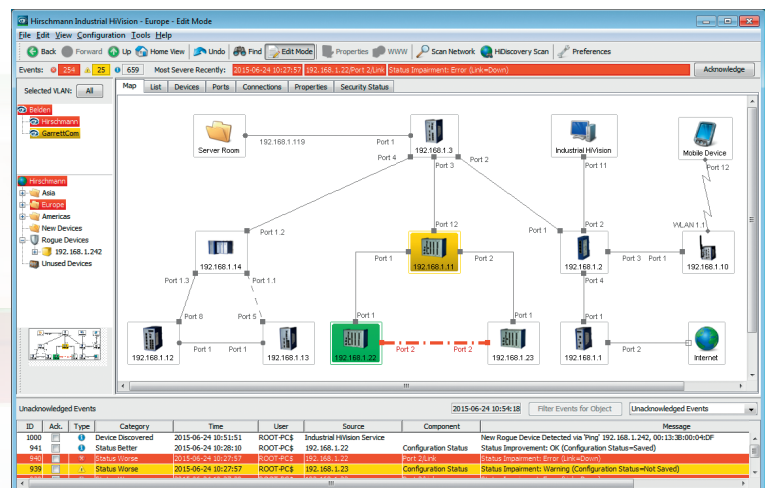 Hirschmann Industrial HiVision - Europe - Edit Mode
File Edit View Configuration Tools Help
Back Forward Up Home View Undo Find Edit Mode Properties WWW Scan Network HiDiscovery Scan Preferences
Events: 254 25 659 Most Severe Recently: 2015-06-24 10:27:57 192.168.1.22/Port 2/Link Status Impairment: Error (Link=Down) Acknowledge
Selected VLAN: All
Map List Devices Ports Connections Properties Security Status
Belden
Hirschmann
GarrettCom
Hirschmann
Asia
Europe
Americas
New Devices
Rogue Devices
192.168.1.242
Unused Devices
Server Room
192.168.1.119
Port 1
192.168.1.3
Port 4
Port 3
Port 2
Industrial HiVision
Port 11
Mobile Device
Port 12
Port 1.2
Port 12
Port 1
Port 2
WLAN 1.1
192.168.1.14
Port 1
192.168.1.11
Port 2
192.168.1.2
Port 3
Port 1
192.168.1.10
Port 1.3
Port 1.1
Port 4
Port 8
Port 5
Port 1
Port 1
Port 1
192.168.1.12
Port 1
Port 1
192.168.1.13
192.168.1.22
Port 2
Port 2
192.168.1.23
192.168.1.1
Port 2
Internet
Unacknowledged Events
2015-06-24 10:54:18
Filter Events for Object
Unacknowledged Events
ID Ack. Type Category Time User Source Component Message
1000 Device Discovered 2015-06-24 10:51:51 ROOT-PC$ Industrial HiVision Service New Rogue Device Detected via 'Ping' 192.168.1.242, 00:13:3B:00:04:DF
941 Status Better 2015-06-24 10:28:10 ROOT-PC$ 192.168.1.22 Configuration Status Status Improvement: OK (Configuration Status=Saved)
940 Status Worse 2015-06-24 10:27:57 ROOT-PC$ 192.168.1.22 Port 2/Link Status Impairment: Error (Link=Down)
939 Status Worse 2015-06-24 10:27:57 ROOT-PC$ 192.168.1.23 Configuration Status Status Impairment: Warning (Configuration Status=Not Saved)